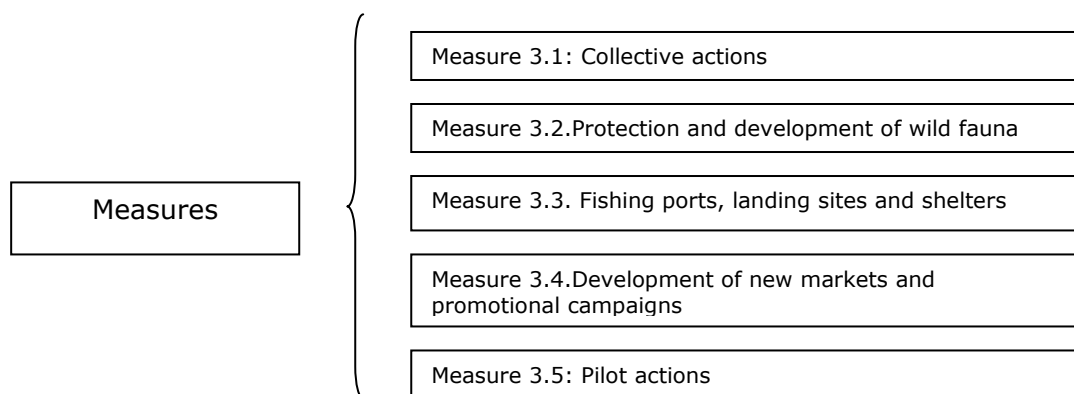 Measure 3.1: Collective actions
Measure 3.2.Protection and development of wild fauna
Measures
Measure 3.3. Fishing ports, landing sites and shelters
Measure 3.4.Development of new markets and
promotional campaigns
Measure 3.5: Pilot actions